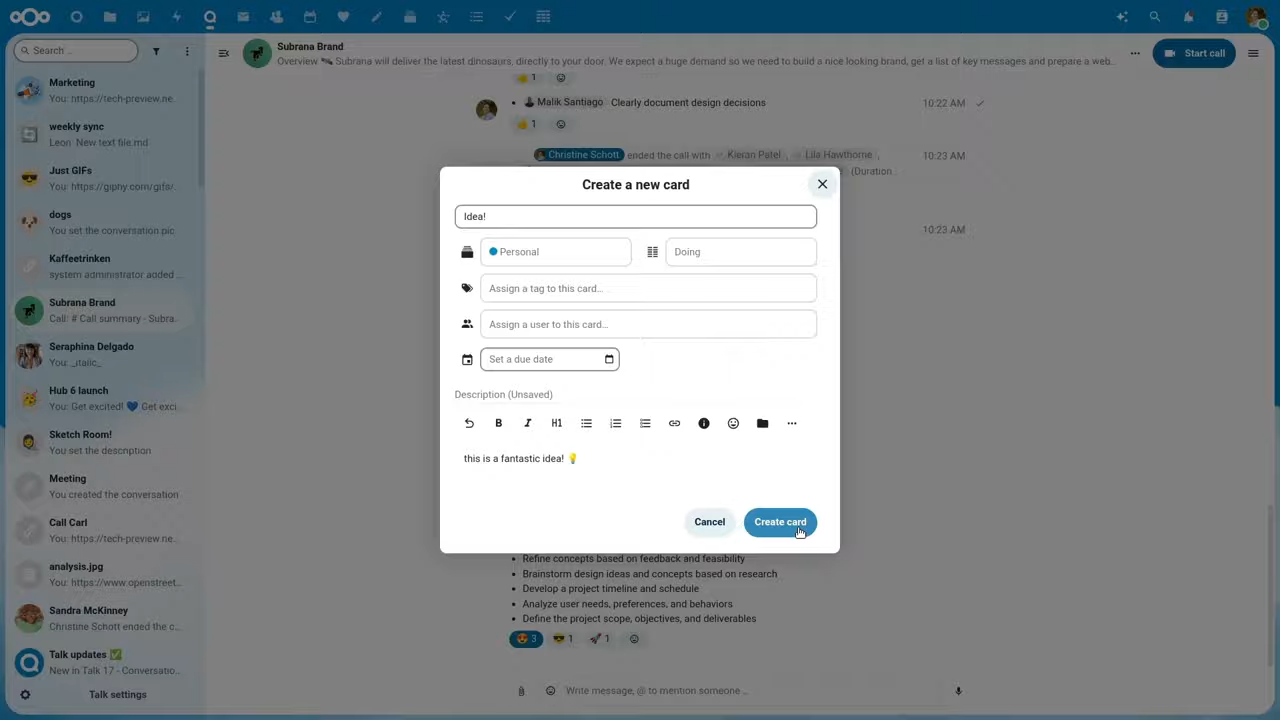 Search ...
Subrana Brand
Overview Subrana will deliver the latest dinosaurs, directly to your door. We expect a huge demand so we need to build a nice looking brand, get a list of key messages and prepare a web...
Start call
Marketing
You: https://tech-preview.ne...
weekly sync
Leon: New text file.md
Just GIFs
You: https://giphy.com/gifs/...
dogs
You set the conversation pic...
Kaffeetrinken
system administrator added ...
Subrana Brand
Call: # Call summary - Subra...
Seraphina Delgado
You: _italic_
Hub 6 launch
You: Get excited! 💙 Get exci...
Sketch Room!
You set the description
Meeting
You created the conversation
Call Carl
You: https://tech-preview.ne...
analysis.jpg
You: https://www.openstreet...
Sandra McKinney
Christine Schott ended the c...
Talk updates ✅
New in Talk 17 - Conversatio...
Talk settings
👍 1
• Malik Santiago Clearly document design decisions
10:22 AM
👍 1
Christine Schott ended the call with Kieran Patel , Lila Hawthorne ,
10:23 AM
(Duration
10:23 AM
Create a new card
Idea!
Personal
Doing
Assign a tag to this card...
Assign a user to this card...
Set a due date
Description (Unsaved)
B I H1
this is a fantastic idea! 💡
Cancel
Create card
• Refine concepts based on feedback and feasibility
• Brainstorm design ideas and concepts based on research
• Develop a project timeline and schedule
• Analyze user needs, preferences, and behaviors
• Define the project scope, objectives, and deliverables
😍 3 😎 1 🚀 1
Write message, @ to mention someone ...